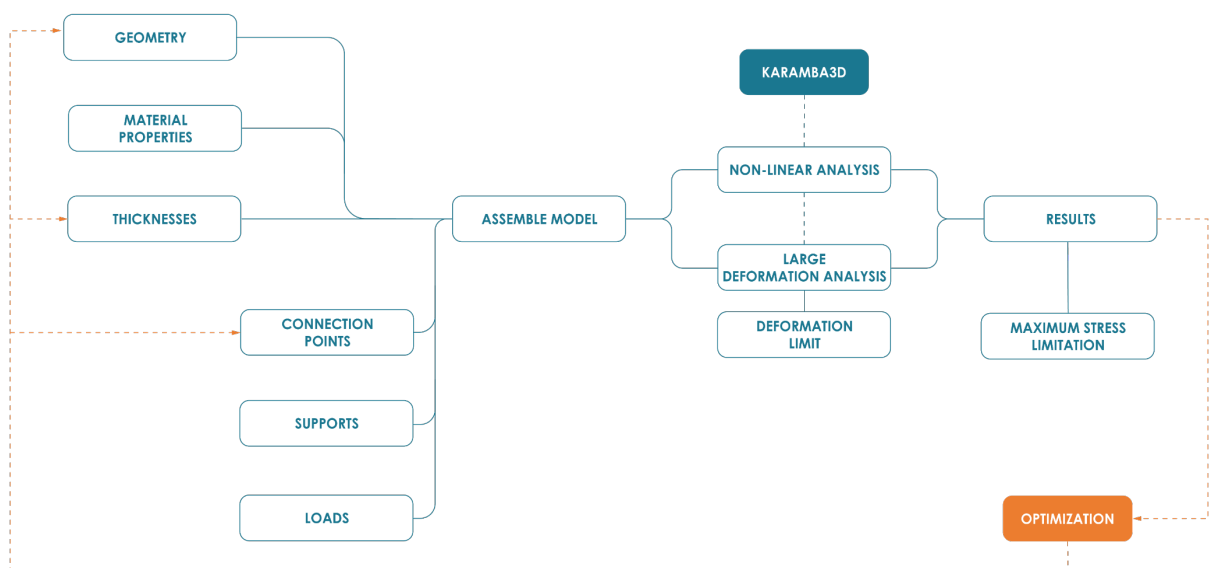 GEOMETRY
MATERIAL
PROPERTIES
THICKNESSES
CONNECTION
POINTS
SUPPORTS
LOADS
ASSEMBLE MODEL
KARAMBA3D
NON-LINEAR ANALYSIS
LARGE
DEFORMATION ANALYSIS
DEFORMATION
LIMIT
RESULTS
MAXIMUM STRESS
LIMITATION
OPTIMIZATION